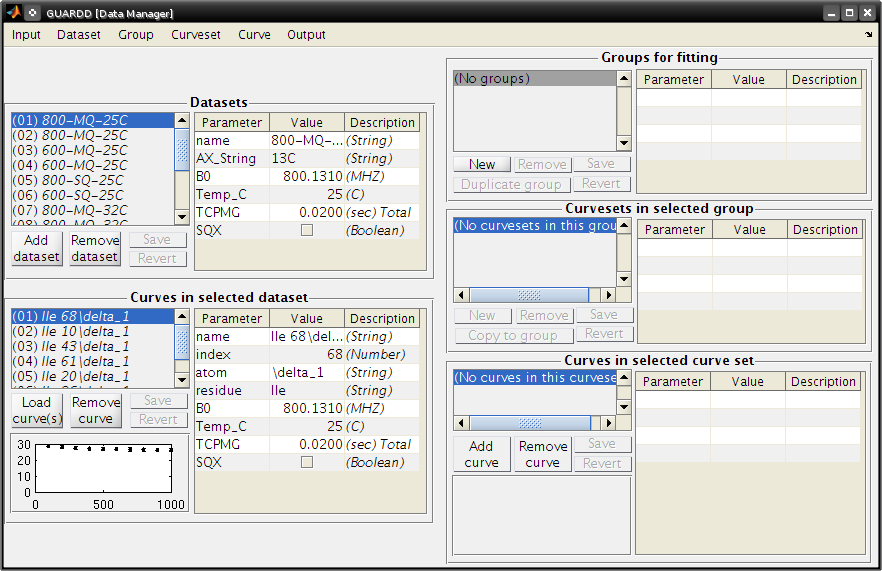 GUARDD [Data Manager]
Input Dataset Group Curveset Curve Output
Datasets
(01) 800-MQ-25C
(02) 800-MQ-25C
(03) 600-MQ-25C
(04) 600-MQ-25C
(05) 800-SQ-25C
(06) 600-SQ-25C
(07) 800-MQ-32C
(08) 800-MQ-32C
Add dataset
Remove dataset
Save
Revert
Parameter Value Description
name 800-MQ-... (String)
AX_String 13C (String)
B0 800.1310 (MHZ)
Temp_C 25 (C)
TCPMG 0.0200 (sec) Total
SQX (Boolean)
Curves in selected dataset
(01) Ile 68\delta_1
(02) Ile 10\delta_1
(03) Ile 43\delta_1
(04) Ile 61\delta_1
(05) Ile 20\delta_1
Load curve(s)
Remove curve
Save
Revert
30
20
10
0
0 500 1000
Parameter Value Description
name Ile 68\del... (String)
index 68 (Number)
atom \delta_1 (String)
residue Ile (String)
B0 800.1310 (MHZ)
Temp_C 25 (C)
TCPMG 0.0200 (sec) Total
SQX (Boolean)
Groups for fitting
(No groups)
New Remove Save
Duplicate group Revert
Parameter Value Description
Curvesets in selected group
(No curvesets in this grou
New Remove Save
Copy to group Revert
Parameter Value Description
Curves in selected curve set
(No curves in this curvese
Add curve
Remove curve
Save
Revert
Parameter Value Description